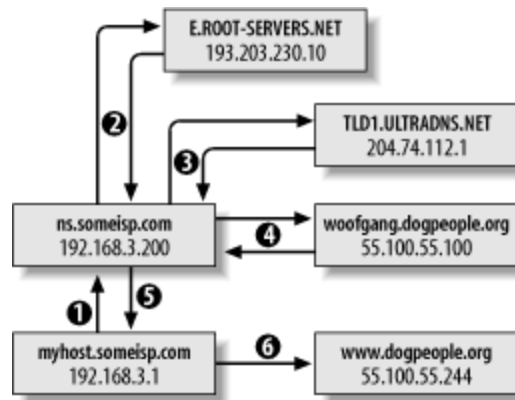 E.ROOT-SERVERS.NET
193.203.230.10
2
TLD1.ULTRADNS.NET
204.74.112.1
3
ns.someisp.com
192.168.3.200
4
woofgang.dogpeople.org
55.100.55.100
1
5
myhost.someisp.com
192.168.3.1
6
www.dogpeople.org
55.100.55.244